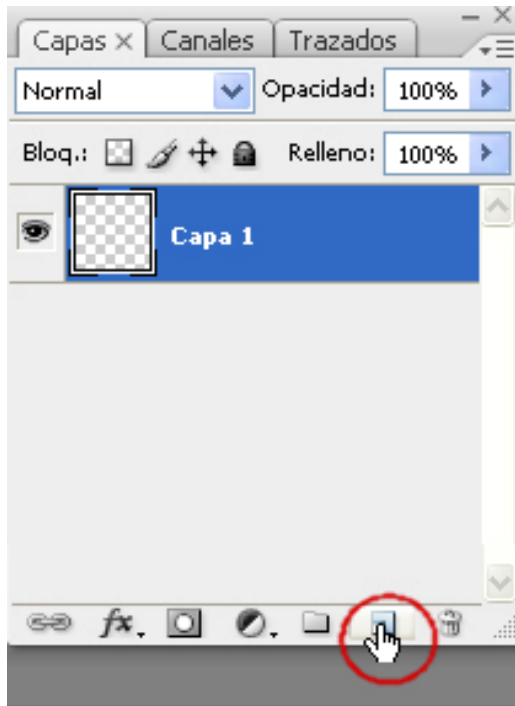 Capas Canales Trazados
Normal Opacidad: 100%
Bloq.: Relleno: 100%
Capa 1
fx.